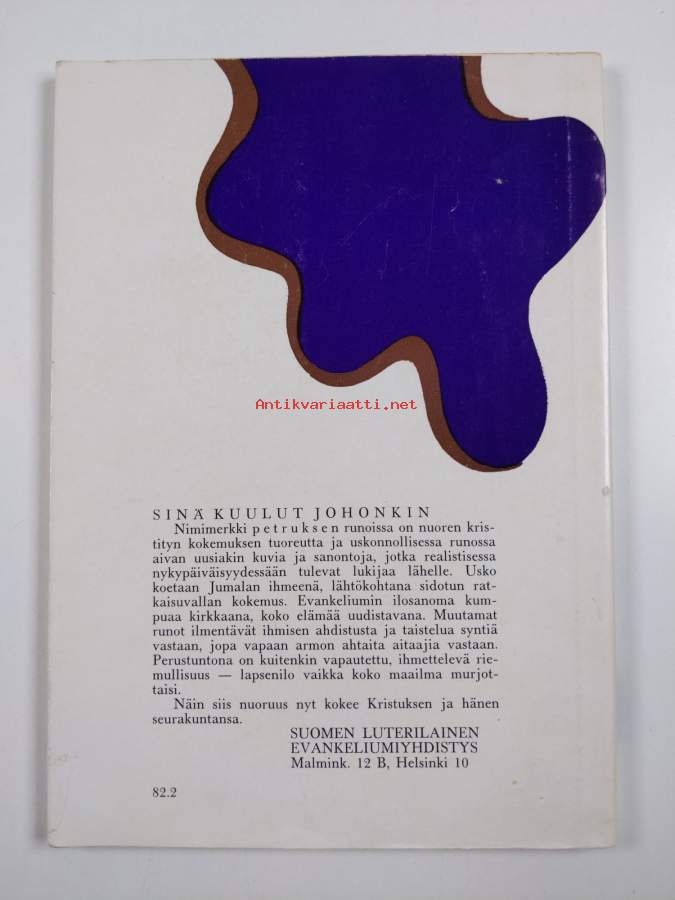 Antikvariaatti.net
SINÄ KUULUT JOHONKIN
Nimimerkki petruksen runoissa on nuoren kris-
tityn kokemuksen tuoreutta ja uskonnollisessa runossa
aivan uusiakin kuvia ja sanontoja, jotka realistisessa
nykypäiväisyydessään tulevat lukijaa lähelle. Usko
koetaan Jumalan ihmeenä, lähtökohtana sidotun rat-
kaisuvallan kokemus. Evankeliumin ilosanoma kum-
puaa kirkkaana, koko elämää uudistavana. Muutamat
runot ilmentävät ihmisen ahdistusta ja taistelua syntiä
vastaan, jopa vapaan armon ahtaita aitaajia vastaan.
Perustuntona on kuitenkin vapautettu, ihmettelevä rie-
mullisuus — lapsenilo vaikka koko maailma murjot-
taisi.
Näin siis nuoruus nyt kokee Kristuksen ja hänen
seurakuntansa.
SUOMEN LUTERILAINEN
EVANKELIUMIYHDISTYS
Malmink. 12 B, Helsinki 10
82.2